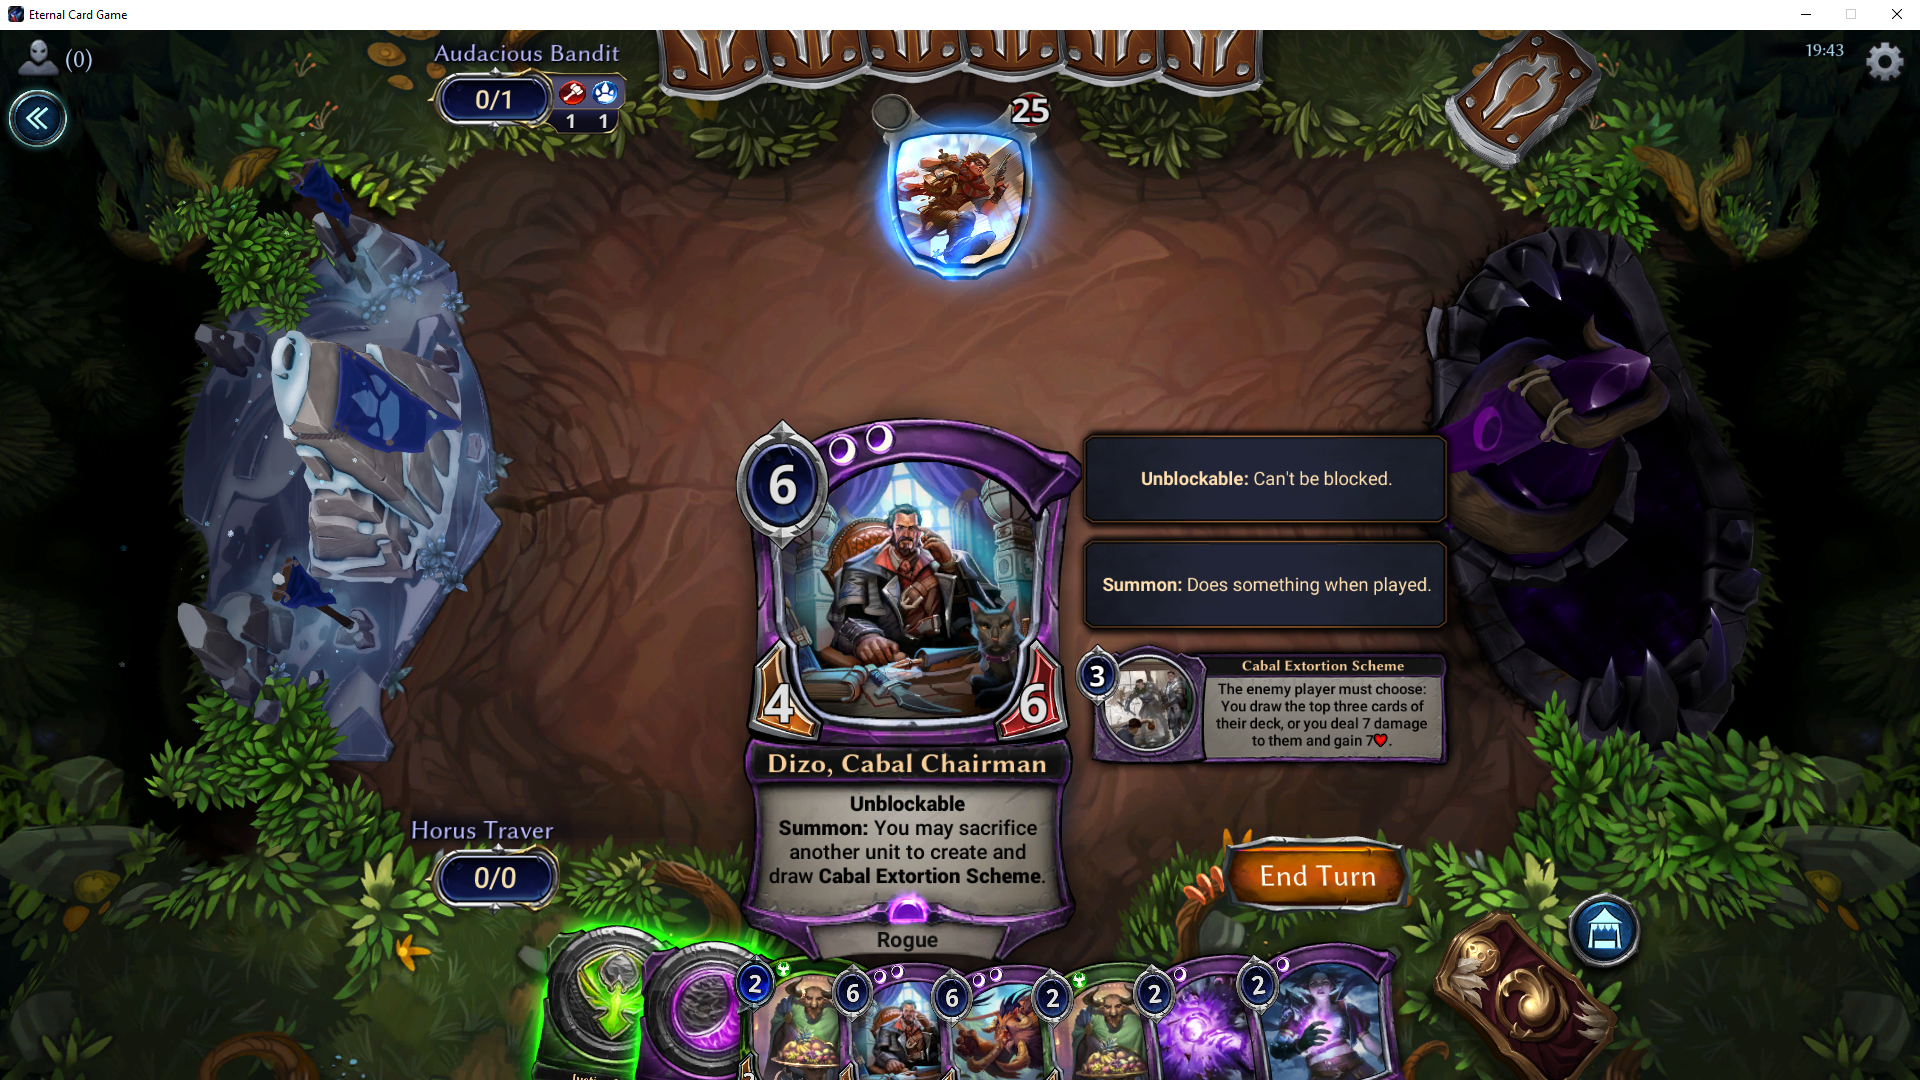 Eternal Card Game
(0)
Audacious Bandit
0/1
1 1
25
19:43
6
4
6
Dizo, Cabal Chairman
Unblockable
Summon: You may sacrifice
another unit to create and
draw Cabal Extortion Scheme.
Rogue
Unblockable: Can't be blocked.
Summon: Does something when played.
3
Cabal Extortion Scheme
The enemy player must choose:
You draw the top three cards of
their deck, or you deal 7 damage
to them and gain 7❤.
Horus Traver
0/0
End Turn
2
6
6
2
2
2